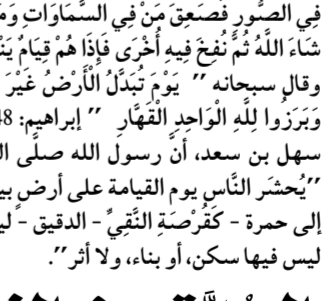 فِي الصُّورِ فَصَعِقَ مَنْ فِي السَّمَاوَاتِ وَمَ
شَاءَ اللَّهُ ثُمَّ نُفِخَ فِيهِ أُخْرَى فَإِذَا هُمْ قِيَامٌ يَنْ
وقال سبحانه ’’ يَوْمَ تُبَدَّلُ الْأَرْضُ غَيْرَ
وَبَرَزُوا لِلَّهِ الْوَاحِدِ الْقَهَّارِ ’’ إبراهيم: 48
سهل بن سعد، أنّ رسول الله صلَّى ال
’’يُحشَر النَّاس يوم القيامة على أرضٍ بي
إلى حمرة - كَقُرْصَةِ النَّقِيِّ - الدقيق - لي
ليس فيها سكن، أو بناء، ولا أثر’’.